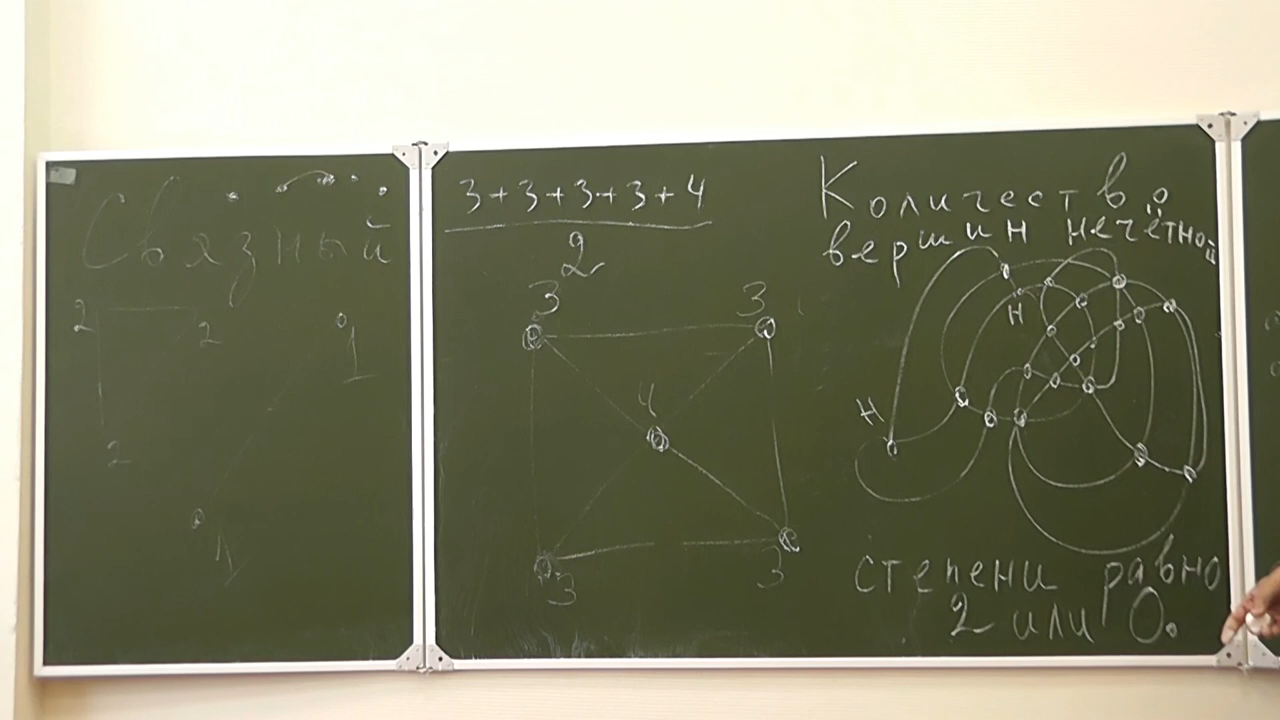 Связный
2
2
1
2
1
3+3+3+3+4
2
3 3
4
3 3
Количество
вершин нечётной
Н
Н
степени равно
2 или 0.